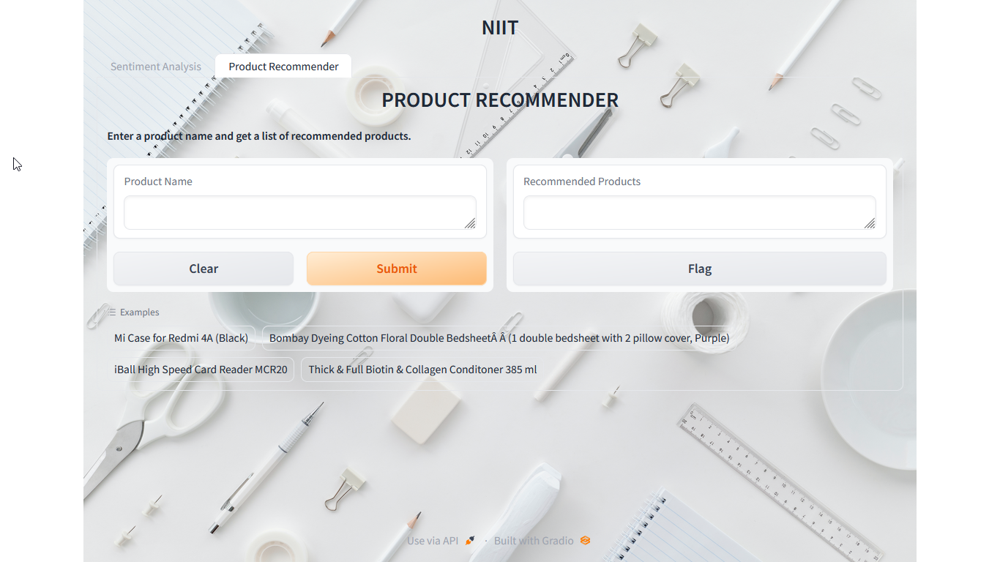 NIIT
Sentiment Analysis
Product Recommender
PRODUCT RECOMMENDER
Enter a product name and get a list of recommended products.
Product Name
Recommended Products
Clear
Submit
Flag
Examples
Mi Case for Redmi 4A (Black)
Bombay Dyeing Cotton Floral Double BedsheetÂ Â (1 double bedsheet with 2 pillow cover, Purple)
iBall High Speed Card Reader MCR20
Thick & Full Biotin & Collagen Conditoner 385 ml
Use via API · Built with Gradio